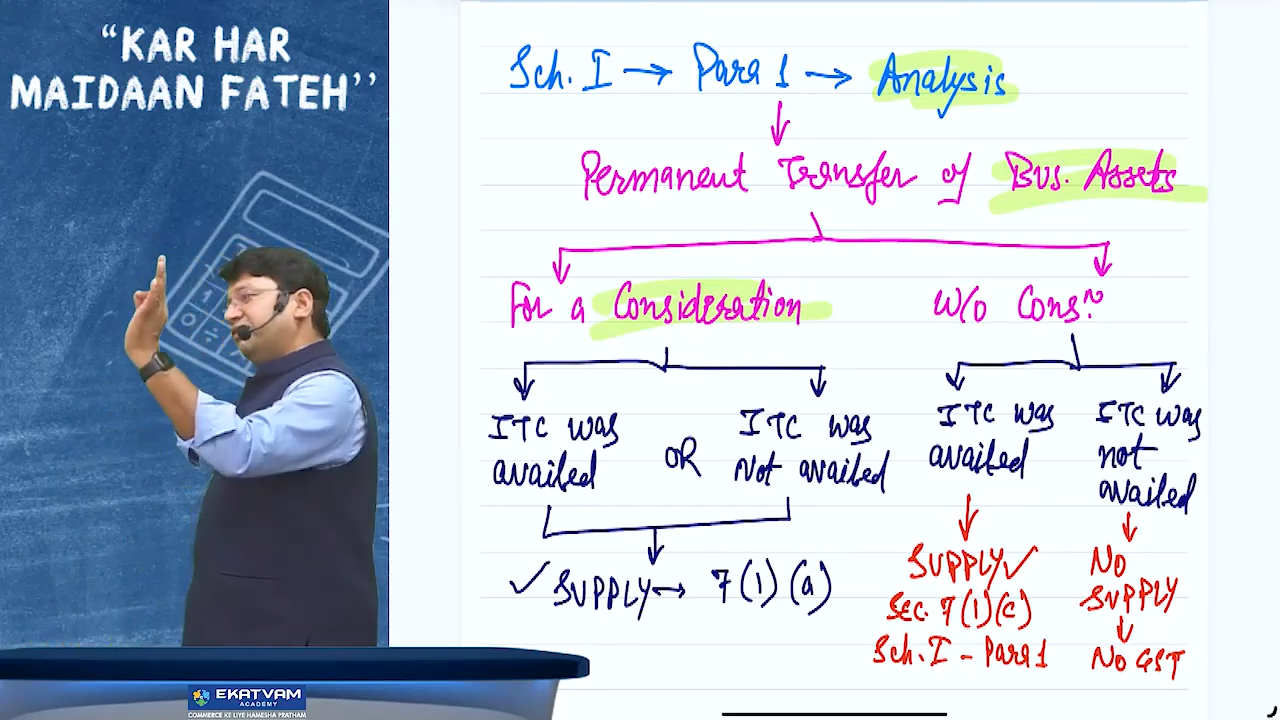 “KAR HAR
MAIDAAN FATEH’’
Sch. I → Para 1 → Analysis
Permanent Transfer of Bus. Assets
For a Consideration
W/o Consⁿ
ITC was
availed
OR
ITC was
Not availed
ITC was
availed
ITC was
not
availed
✓ SUPPLY → 7(1)(a)
SUPPLY ✓
Sec. 7(1)(c)
Sch. I - Para 1
No
SUPPLY
No GST
EKATVAM
ACADEMY
COMMERCE KE LIYE HAMESHA PRATHAM